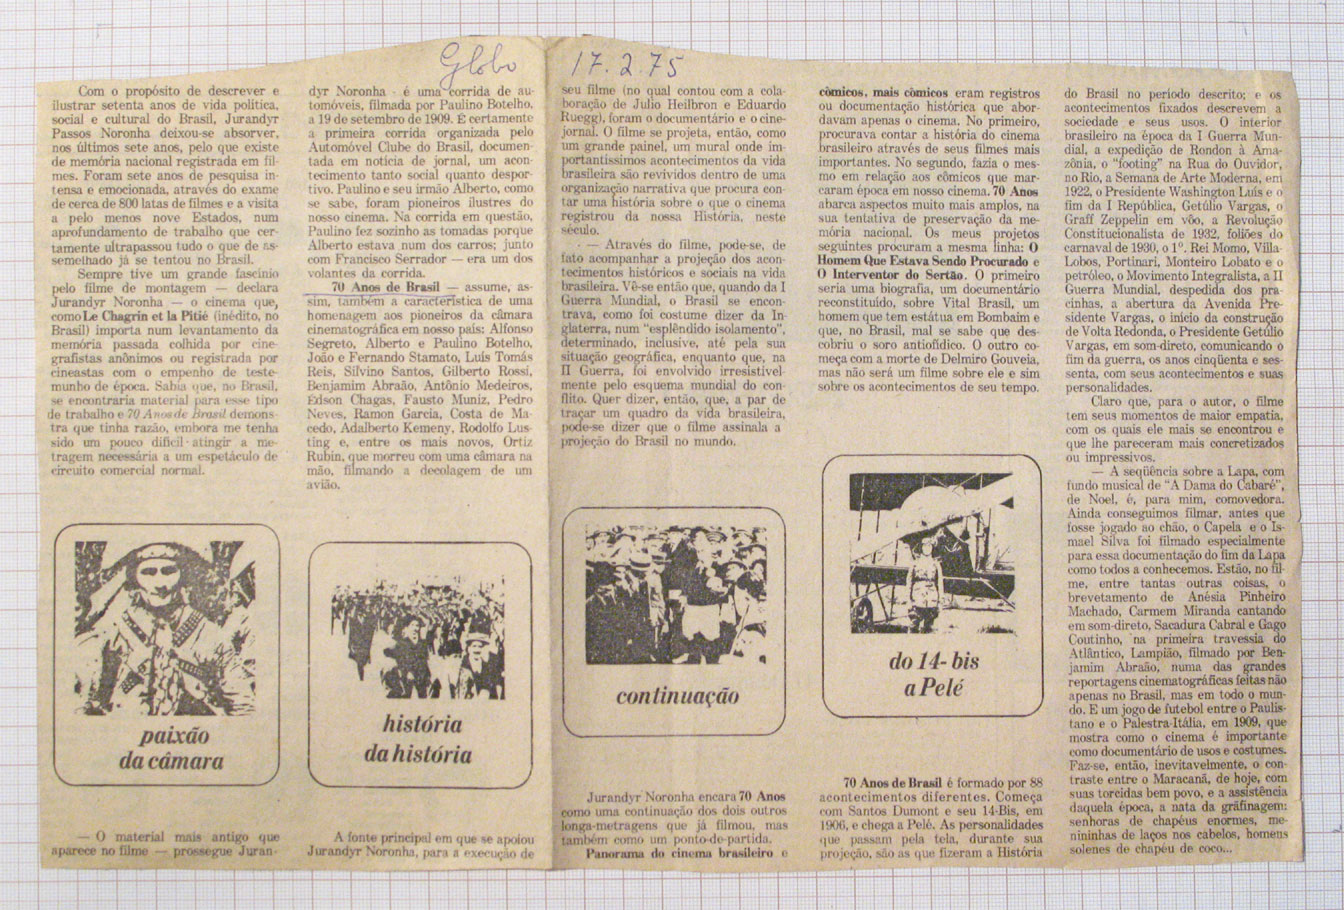 Globo 17.2.75
Com o propósito de descrever e
ilustrar setenta anos de vida política,
social e cultural do Brasil, Jurandyr
Passos Noronha deixou-se absorver,
nos últimos sete anos, pelo que existe
de memória nacional registrada em fil-
mes. Foram sete anos de pesquisa in-
tensa e emocionada, através do exame
de cerca de 800 latas de filmes e a visita
a pelo menos nove Estados, num
aprofundamento de trabalho que cer-
tamente ultrapassou tudo o que de as-
semelhado já se tentou no Brasil.
Sempre tive um grande fascínio
pelo filme de montagem — declara
Jurandyr Noronha — o cinema que,
como Le Chagrin et la Pitié (inédito, no
Brasil) importa num levantamento da
memória passada colhida por cine-
grafistas anônimos ou registrada por
cineastas com o empenho de teste-
munho de época. Sabia que, no Brasil,
se encontraria material para esse tipo
de trabalho e 70 Anos de Brasil demons-
tra que tinha razão, embora me tenha
sido um pouco difícil atingir a me-
tragem necessária a um espetáculo de
circuito comercial normal.
paixão
da câmara
— O material mais antigo que
aparece no filme — prossegue Juran-
dyr Noronha - é uma corrida de au-
tomóveis, filmada por Paulino Botelho,
a 19 de setembro de 1909. É certamente
a primeira corrida organizada pelo
Automóvel Clube do Brasil, documen-
tada em notícia de jornal, um acon-
tecimento tanto social quanto despor-
tivo. Paulino e seu irmão Alberto, como
se sabe, foram pioneiros ilustres do
nosso cinema. Na corrida em questão,
Paulino fez sozinho as tomadas porque
Alberto estava num dos carros; junto
com Francisco Serrador — era um dos
volantes da corrida.
70 Anos de Brasil — assume, as-
sim, também a característica de uma
homenagem aos pioneiros da câmara
cinematográfica em nosso país: Alfonso
Segreto, Alberto e Paulino Botelho,
João e Fernando Stamato, Luís Tomás
Reis, Silvino Santos, Gilberto Rossi,
Benjamim Abraão, Antônio Medeiros,
Edison Chagas, Fausto Muniz, Pedro
Neves, Ramon Garcia, Costa de Ma-
cedo, Adalberto Kemeny, Rodolfo Lus-
ting e, entre os mais novos, Ortiz
Rubin, que morreu com uma câmara na
mão, filmando a decolagem de um
avião.
história
da história
A fonte principal em que se apoiou
Jurandyr Noronha, para a execução de
seu filme (no qual contou com a cola-
boração de Julio Heilbron e Eduardo
Ruegg), foram o documentário e o cine-
jornal. O filme se projeta, então, como
um grande painel, um mural onde im-
portantíssimos acontecimentos da vida
brasileira são revividos dentro de uma
organização narrativa que procura con-
tar uma história sobre o que o cinema
registrou da nossa História, neste
século.
— Através do filme, pode-se, de
fato acompanhar a projeção dos acon-
tecimentos históricos e sociais na vida
brasileira. Vê-se então que, quando da I
Guerra Mundial, o Brasil se encon-
trava, como foi costume dizer da In-
glaterra, num "esplêndido isolamento",
determinado, inclusive, até pela sua
situação geográfica, enquanto que, na
II Guerra, foi envolvido irresistivel-
mente pelo esquema mundial do con-
flito. Quer dizer, então, que, a par de
traçar um quadro da vida brasileira,
pode-se dizer que o filme assinala a
projeção do Brasil no mundo.
continuação
Jurandyr Noronha encara 70 Anos
como uma continuação dos dois outros
longa-metragens que já filmou, mas
também como um ponto-de-partida.
Panorama do cinema brasileiro e
cômicos, mais cômicos eram registros
ou documentação histórica que abor-
davam apenas o cinema. No primeiro,
procurava contar a história do cinema
brasileiro através de seus filmes mais
importantes. No segundo, fazia o mes-
mo em relação aos cômicos que mar-
caram época em nosso cinema. 70 Anos
abarca aspectos muito mais amplos, na
sua tentativa de preservação da me-
mória nacional. Os meus projetos
seguintes procuram a mesma linha: O
Homem Que Estava Sendo Procurado e
O Interventor do Sertão. O primeiro
seria uma biografia, um documentário
reconstituído, sobre Vital Brasil, um
homem que tem estátua em Bombaim e
que, no Brasil, mal se sabe que des-
cobriu o soro antiofídico. O outro co-
meça com a morte de Delmiro Gouveia,
mas não será um filme sobre ele e sim
sobre os acontecimentos de seu tempo.
do 14-bis
a Pelé
70 Anos de Brasil é formado por 88
acontecimentos diferentes. Começa
com Santos Dumont e seu 14-Bis, em
1906, e chega a Pelé. As personalidades
que passam pela tela, durante sua
projeção, são as que fizeram a História
do Brasil no período descrito; e os
acontecimentos fixados descrevem a
sociedade e seus usos. O interior
brasileiro na época da I Guerra Mun-
dial, a expedição de Rondon à Ama-
zônia, o "footing" na Rua do Ouvidor,
no Rio, a Semana de Arte Moderna, em
1922, o Presidente Washington Luís e o
fim da I República, Getúlio Vargas, o
Graff Zeppelin em vôo, a Revolução
Constitucionalista de 1932, foliões do
carnaval de 1930, o 1º. Rei Momo, Villa-
Lobos, Portinari, Monteiro Lobato e o
petróleo, o Movimento Integralista, a II
Guerra Mundial, despedida dos pra-
cinhas, a abertura da Avenida Pre-
sidente Vargas, o início da construção
de Volta Redonda, o Presidente Getúlio
Vargas, em som-direto, comunicando o
fim da guerra, os anos cinqüenta e ses-
senta, com seus acontecimentos e suas
personalidades.
Claro que, para o autor, o filme
tem seus momentos de maior empatia,
com os quais ele mais se encontrou e
que lhe pareceram mais concretizados
ou impressivos.
— A seqüência sobre a Lapa, com
fundo musical de "A Dama do Cabaré",
de Noel, é, para mim, comovedora.
Ainda conseguimos filmar, antes que
fosse jogado ao chão, o Capela e o Is-
mael Silva foi filmado especialmente
para essa documentação do fim da Lapa
como todos a conhecemos. Estão, no fil-
me, entre tantas outras coisas, o
brevetamento de Anésia Pinheiro
Machado, Carmem Miranda cantando
em som-direto, Sacadura Cabral e Gago
Coutinho, na primeira travessia do
Atlântico, Lampião, filmado por Ben-
jamim Abraão, numa das grandes
reportagens cinematográficas feitas não
apenas no Brasil, mas em todo o mun-
do. E um jogo de futebol entre o Paulis-
tano e o Palestra-Itália, em 1909, que
mostra como o cinema é importante
como documentário de usos e costumes.
Faz-se, então, inevitavelmente, o con-
traste entre o Maracanã, de hoje, com
suas torcidas bem povo, e a assistência
daquela época, a nata da grãfinagem:
senhoras de chapéus enormes, me-
nininhas de laços nos cabelos, homens
solenes de chapéu de coco...